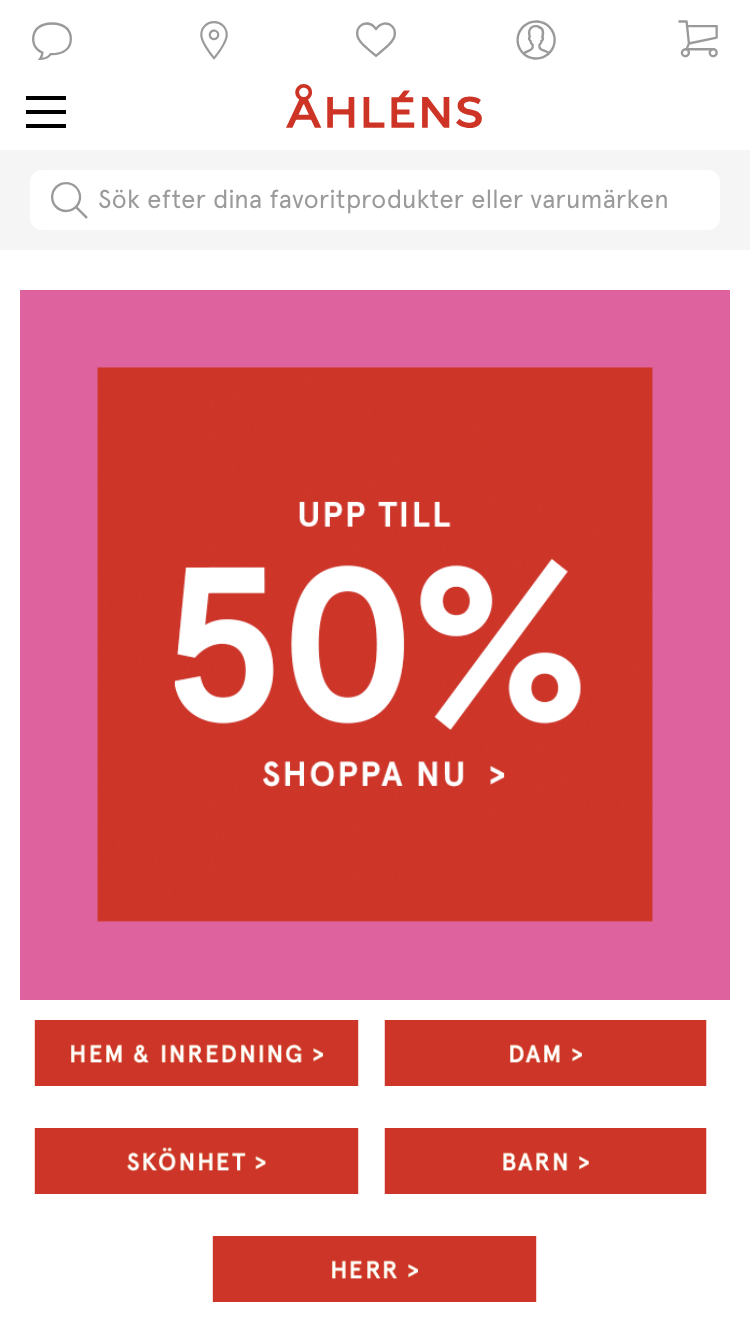 ÅHLÉNS
Sök efter dina favoritprodukter eller varumärken
UPP TILL
50%
SHOPPA NU >
HEM & INREDNING >
DAM >
SKÖNHET >
BARN >
HERR >